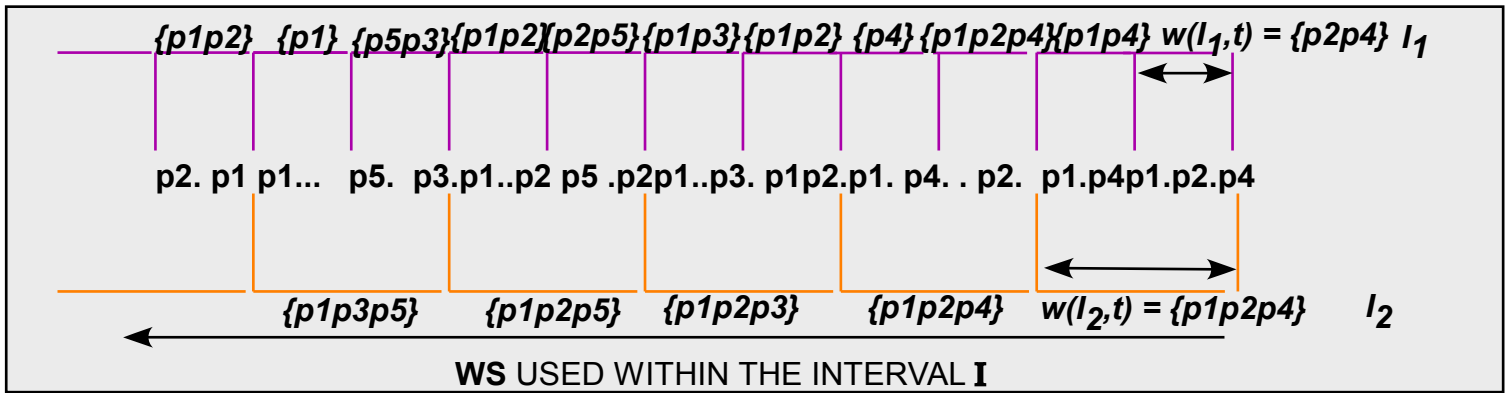 {p1p2} {p1} {p5p3} {p1p2} {p2p5} {p1p3} {p1p2} {p4} {p1p2p4} {p1p4} w(I1,t) = {p2p4} I1
p2. p1 p1... p5. p3.p1..p2 p5 .p2p1..p3. p1p2.p1. p4. . p2. p1.p4p1.p2.p4
{p1p3p5} {p1p2p5} {p1p2p3} {p1p2p4} w(I2,t) = {p1p2p4} I2
WS USED WITHIN THE INTERVAL I